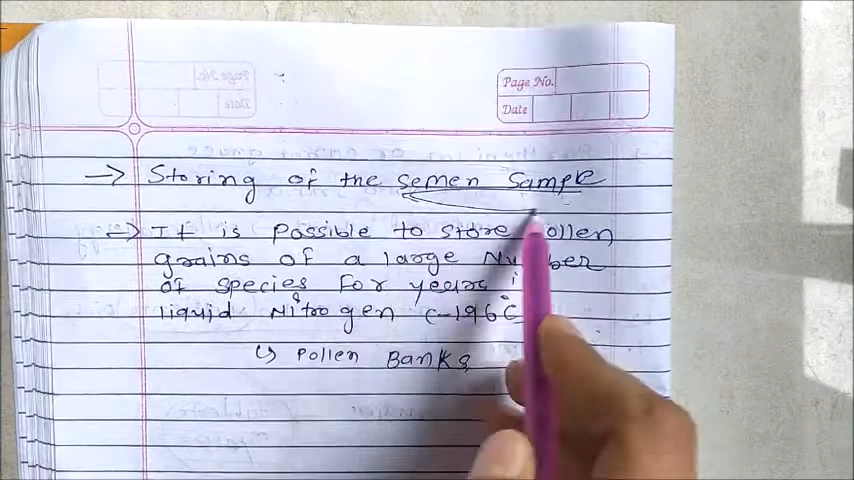 Page No.
Date
→ Storing of the semen Sample
↔ It is Possible to store Pollen
grains of a large Number
of species For years i
liquid Nitrogen (-196°C
↳ Pollen Banks